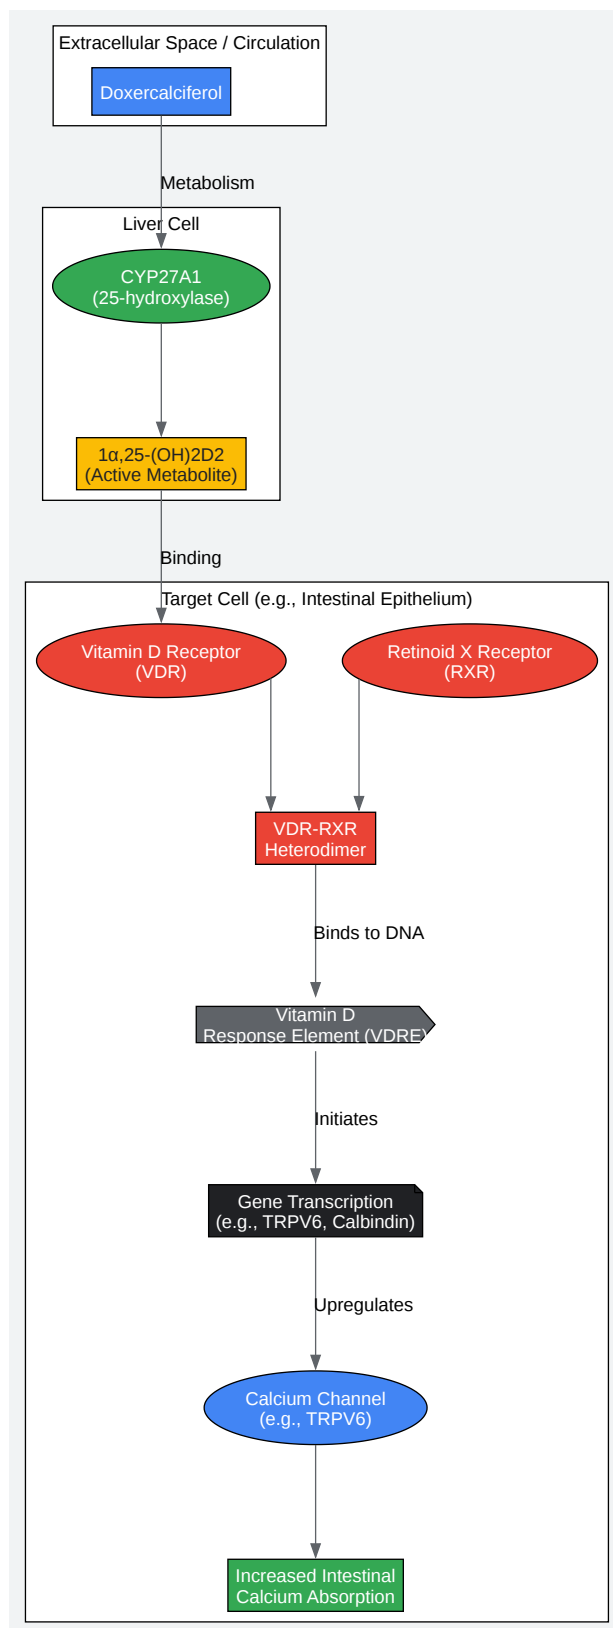 Extracellular Space / Circulation
Doxercalciferol
Metabolism
Liver Cell
CYP27A1
(25-hydroxylase)
1α,25-(OH)2D2
(Active Metabolite)
Binding
Target Cell (e.g., Intestinal Epithelium)
Vitamin D Receptor
(VDR)
Retinoid X Receptor
(RXR)
VDR-RXR
Heterodimer
Binds to DNA
Vitamin D
Response Element (VDRE)
Initiates
Gene Transcription
(e.g., TRPV6, Calbindin)
Upregulates
Calcium Channel
(e.g., TRPV6)
Increased Intestinal
Calcium Absorption